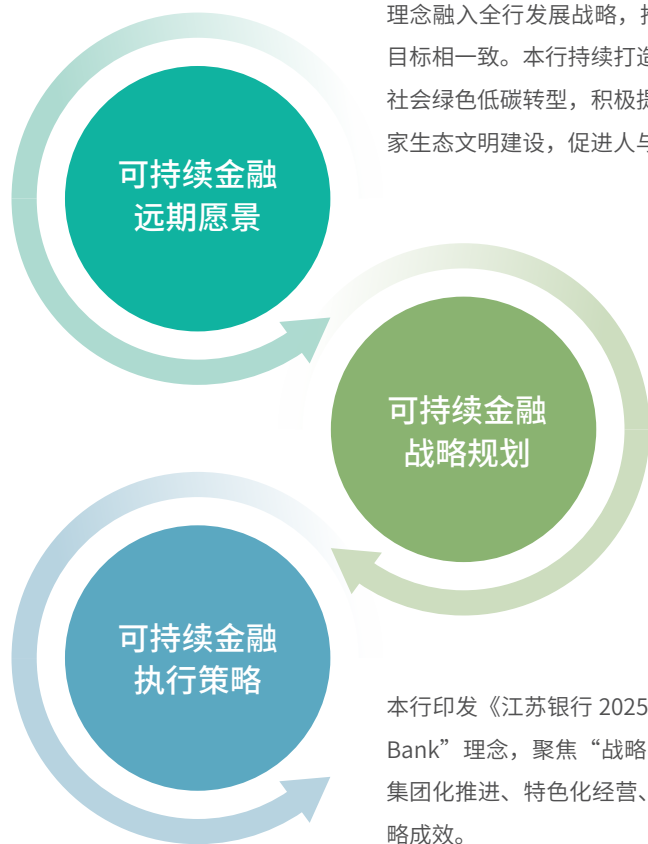 理念融入全行发展战略，推
目标相一致。本行持续打造
社会绿色低碳转型，积极提
家生态文明建设，促进人与
可持续金融
远期愿景
可持续金融
战略规划
可持续金融
执行策略
本行印发《江苏银行 2025
Bank”理念，聚焦“战略
集团化推进、特色化经营、
略成效。